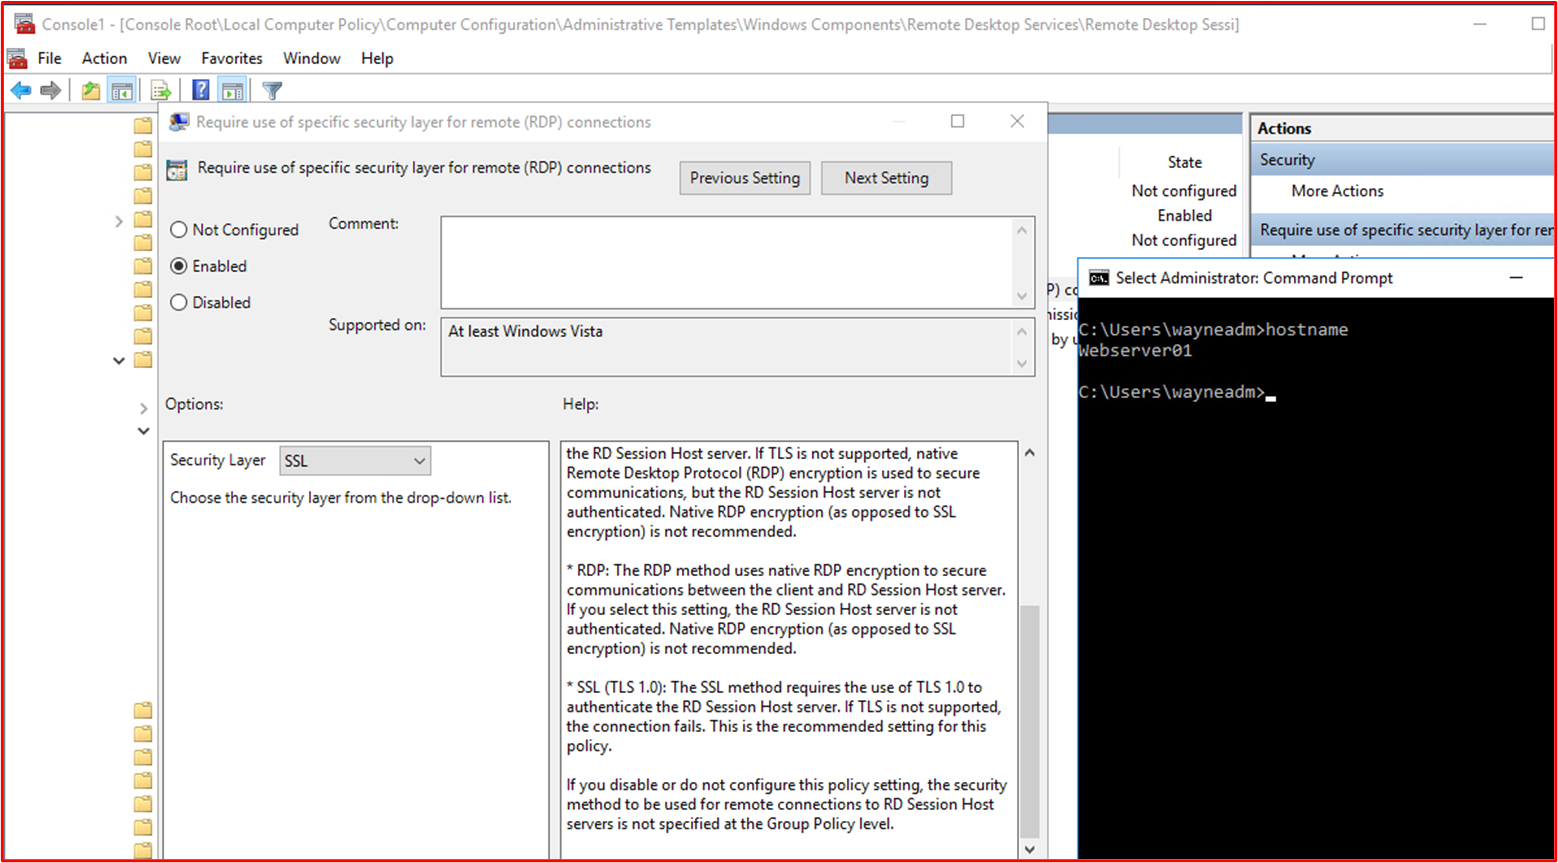 Console1 - [Console Root\Local Computer Policy\Computer Configuration\Administrative Templates\Windows Components\Remote Desktop Services\Remote Desktop Sessi]
File Action View Favorites Window Help
Require use of specific security layer for remote (RDP) connections
Require use of specific security layer for remote (RDP) connections
Previous Setting
Next Setting
Not Configured
Enabled
Disabled
Comment:
Supported on:
At least Windows Vista
Options:
Help:
Security Layer
SSL
Choose the security layer from the drop-down list.
the RD Session Host server. If TLS is not supported, native
Remote Desktop Protocol (RDP) encryption is used to secure
communications, but the RD Session Host server is not
authenticated. Native RDP encryption (as opposed to SSL
encryption) is not recommended.
* RDP: The RDP method uses native RDP encryption to secure
communications between the client and RD Session Host server.
If you select this setting, the RD Session Host server is not
authenticated. Native RDP encryption (as opposed to SSL
encryption) is not recommended.
* SSL (TLS 1.0): The SSL method requires the use of TLS 1.0 to
authenticate the RD Session Host server. If TLS is not supported,
the connection fails. This is the recommended setting for this
policy.
If you disable or do not configure this policy setting, the security
method to be used for remote connections to RD Session Host
servers is not specified at the Group Policy level.
State
Not configured
Enabled
Not configured
P) co
nissio
by u
Actions
Security
More Actions
Require use of specific security layer for rer
C:\.
Select Administrator: Command Prompt
C:\Users\wayneadm>hostname
Webserver01
C:\Users\wayneadm>